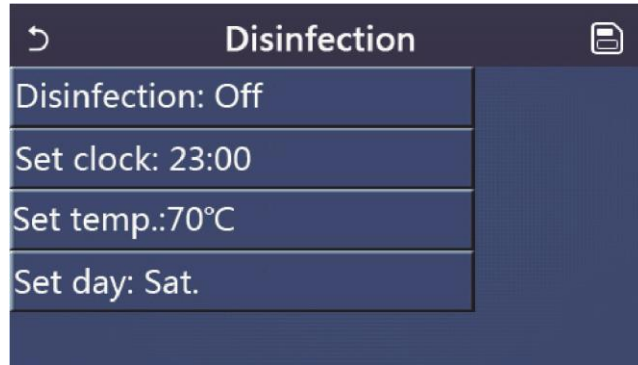 Disinfection
Disinfection: Off
Set clock: 23:00
Set temp.:70℃
Set day: Sat.